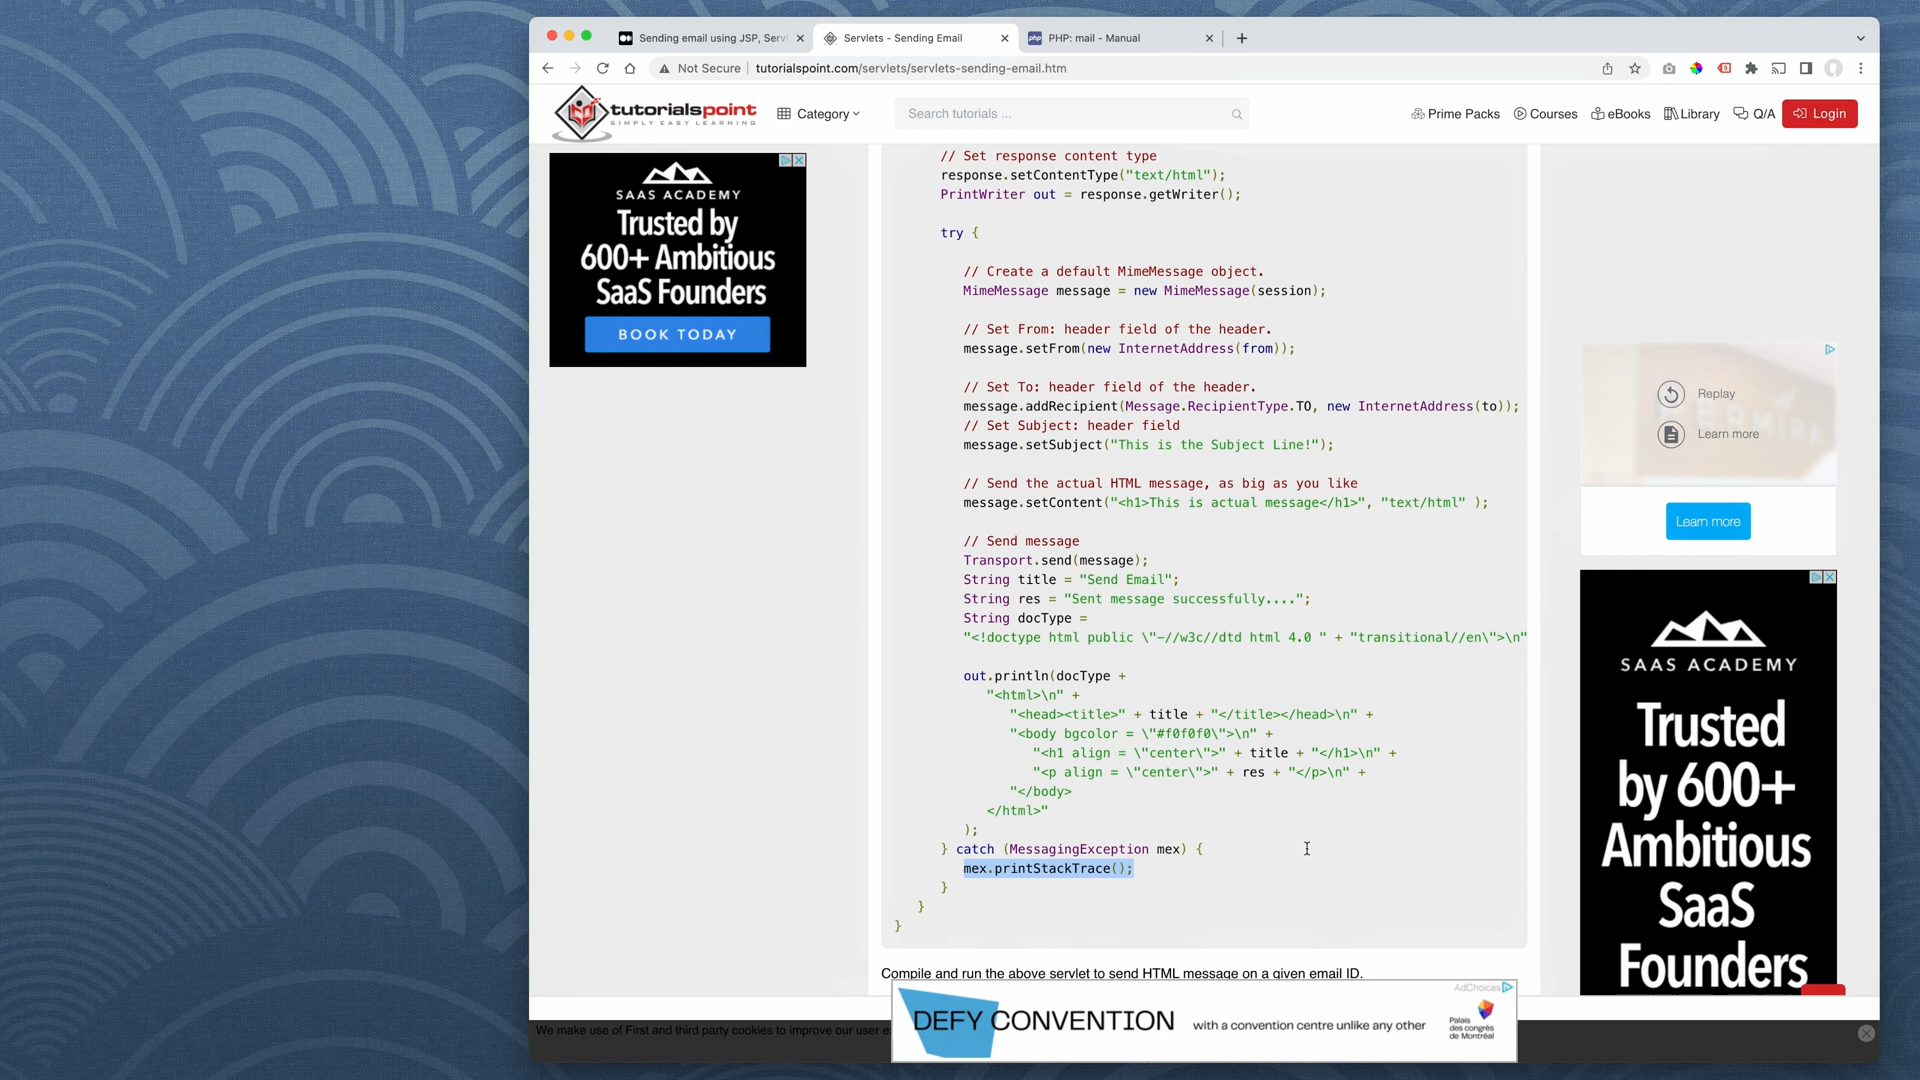 Sending email using JSP, Serv
Servlets - Sending Email
PHP: mail - Manual
Not Secure
tutorialspoint.com/servlets/servlets-sending-email.htm
tutorialspoint
SIMPLY EASY LEARNING
Category
Search tutorials ...
Prime Packs
Courses
eBooks
Library
Q/A
Login
SAAS ACADEMY
Trusted by
600+ Ambitious
SaaS Founders
BOOK TODAY
// Set response content type
response.setContentType("text/html");
PrintWriter out = response.getWriter();
try {
// Create a default MimeMessage object.
MimeMessage message = new MimeMessage(session);
// Set From: header field of the header.
message.setFrom(new InternetAddress(from));
// Set To: header field of the header.
message.addRecipient(Message.RecipientType.TO, new InternetAddress(to));
// Set Subject: header field
message.setSubject("This is the Subject Line!");
// Send the actual HTML message, as big as you like
message.setContent("<h1>This is actual message</h1>", "text/html" );
// Send message
Transport.send(message);
String title = "Send Email";
String res = "Sent message successfully....";
String docType =
"<!doctype html public \"-//w3c//dtd html 4.0 " + "transitional//en\">\n"
out.println(docType +
"<html>\n" +
"<head><title>" + title + "</title></head>\n" +
"<body bgcolor = \"#f0f0f0\">\n" +
"<h1 align = \"center\">" + title + "</h1>\n" +
"<p align = \"center\">" + res + "</p>\n" +
"</body>
</html>"
);
} catch (MessagingException mex) {
mex.printStackTrace();
}
}
}
Compile and run the above servlet to send HTML message on a given email ID.
Replay
Learn more
Learn more
SAAS ACADEMY
Trusted
by 600+
Ambitious
SaaS
Founders
We make use of First and third party cookies to improve our user e
AdChoices
DEFY CONVENTION
with a convention centre unlike any other
Palais
des congrès
de Montréal